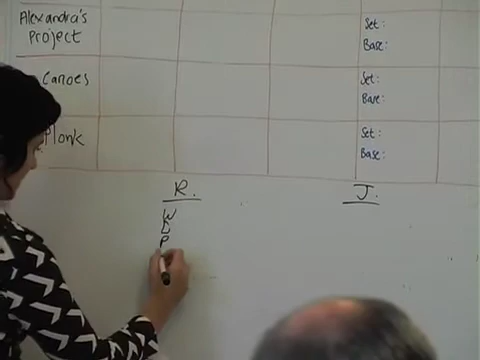 Alexandra's
Project
Set:
Base:
Canoes
Set:
Base:
Plonk
Set:
Base:
R.
J.
W
L
P